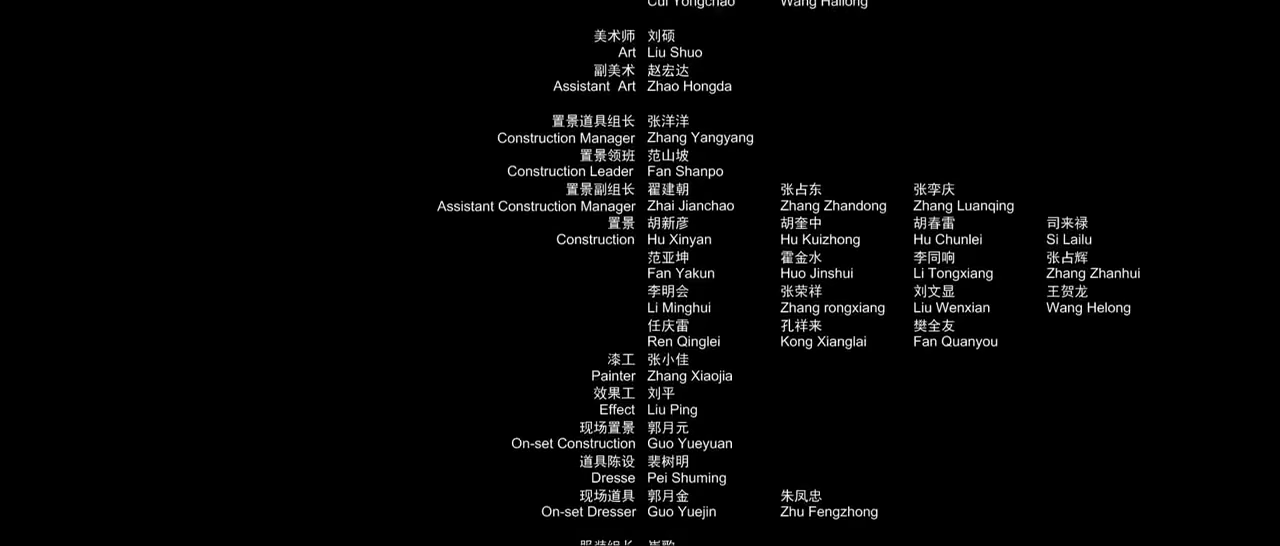 Cui Yongchao Wang Hailong
美术师 刘硕
Art Liu Shuo
副美术 赵宏达
Assistant Art Zhao Hongda
置景道具组长 张洋洋
Construction Manager Zhang Yangyang
置景领班 范山坡
Construction Leader Fan Shanpo
置景副组长 翟建朝 张占东 张孪庆
Assistant Construction Manager Zhai Jianchao Zhang Zhandong Zhang Luanqing
置景 胡新彦 胡奎中 胡春雷 司来禄
Construction Hu Xinyan Hu Kuizhong Hu Chunlei Si Lailu
范亚坤 霍金水 李同响 张占辉
Fan Yakun Huo Jinshui Li Tongxiang Zhang Zhanhui
李明会 张荣祥 刘文显 王贺龙
Li Minghui Zhang rongxiang Liu Wenxian Wang Helong
任庆雷 孔祥来 樊全友
Ren Qinglei Kong Xianglai Fan Quanyou
漆工 张小佳
Painter Zhang Xiaojia
效果工 刘平
Effect Liu Ping
现场置景 郭月元
On-set Construction Guo Yueyuan
道具陈设 裴树明
Dresse Pei Shuming
现场道具 郭月金 朱凤忠
On-set Dresser Guo Yuejin Zhu Fengzhong